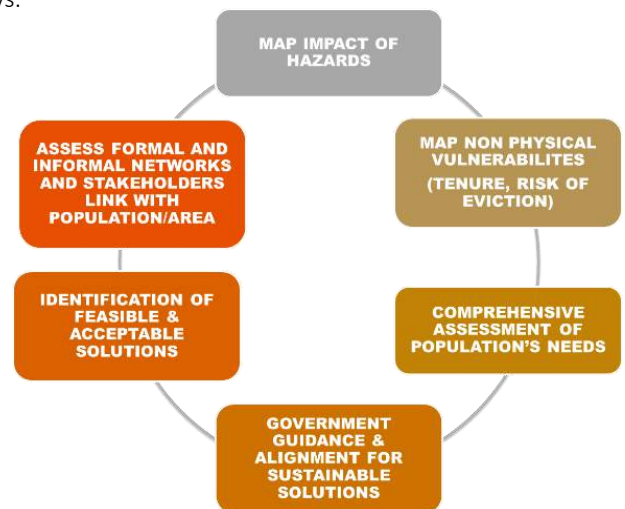 MAP IMPACT OF
HAZARDS
MAP NON PHYSICAL
VULNERABILITES
(TENURE, RISK OF
EVICTION)
COMPREHENSIVE
ASSESSMENT OF
POPULATION'S NEEDS
GOVERNMENT
GUIDANCE &
ALIGNMENT FOR
SUSTAINABLE
SOLUTIONS
IDENTIFICATION OF
FEASIBLE &
ACCEPTABLE
SOLUTIONS
ASSESS FORMAL AND
INFORMAL NETWORKS
AND STAKEHOLDERS
LINK WITH
POPULATION/AREA